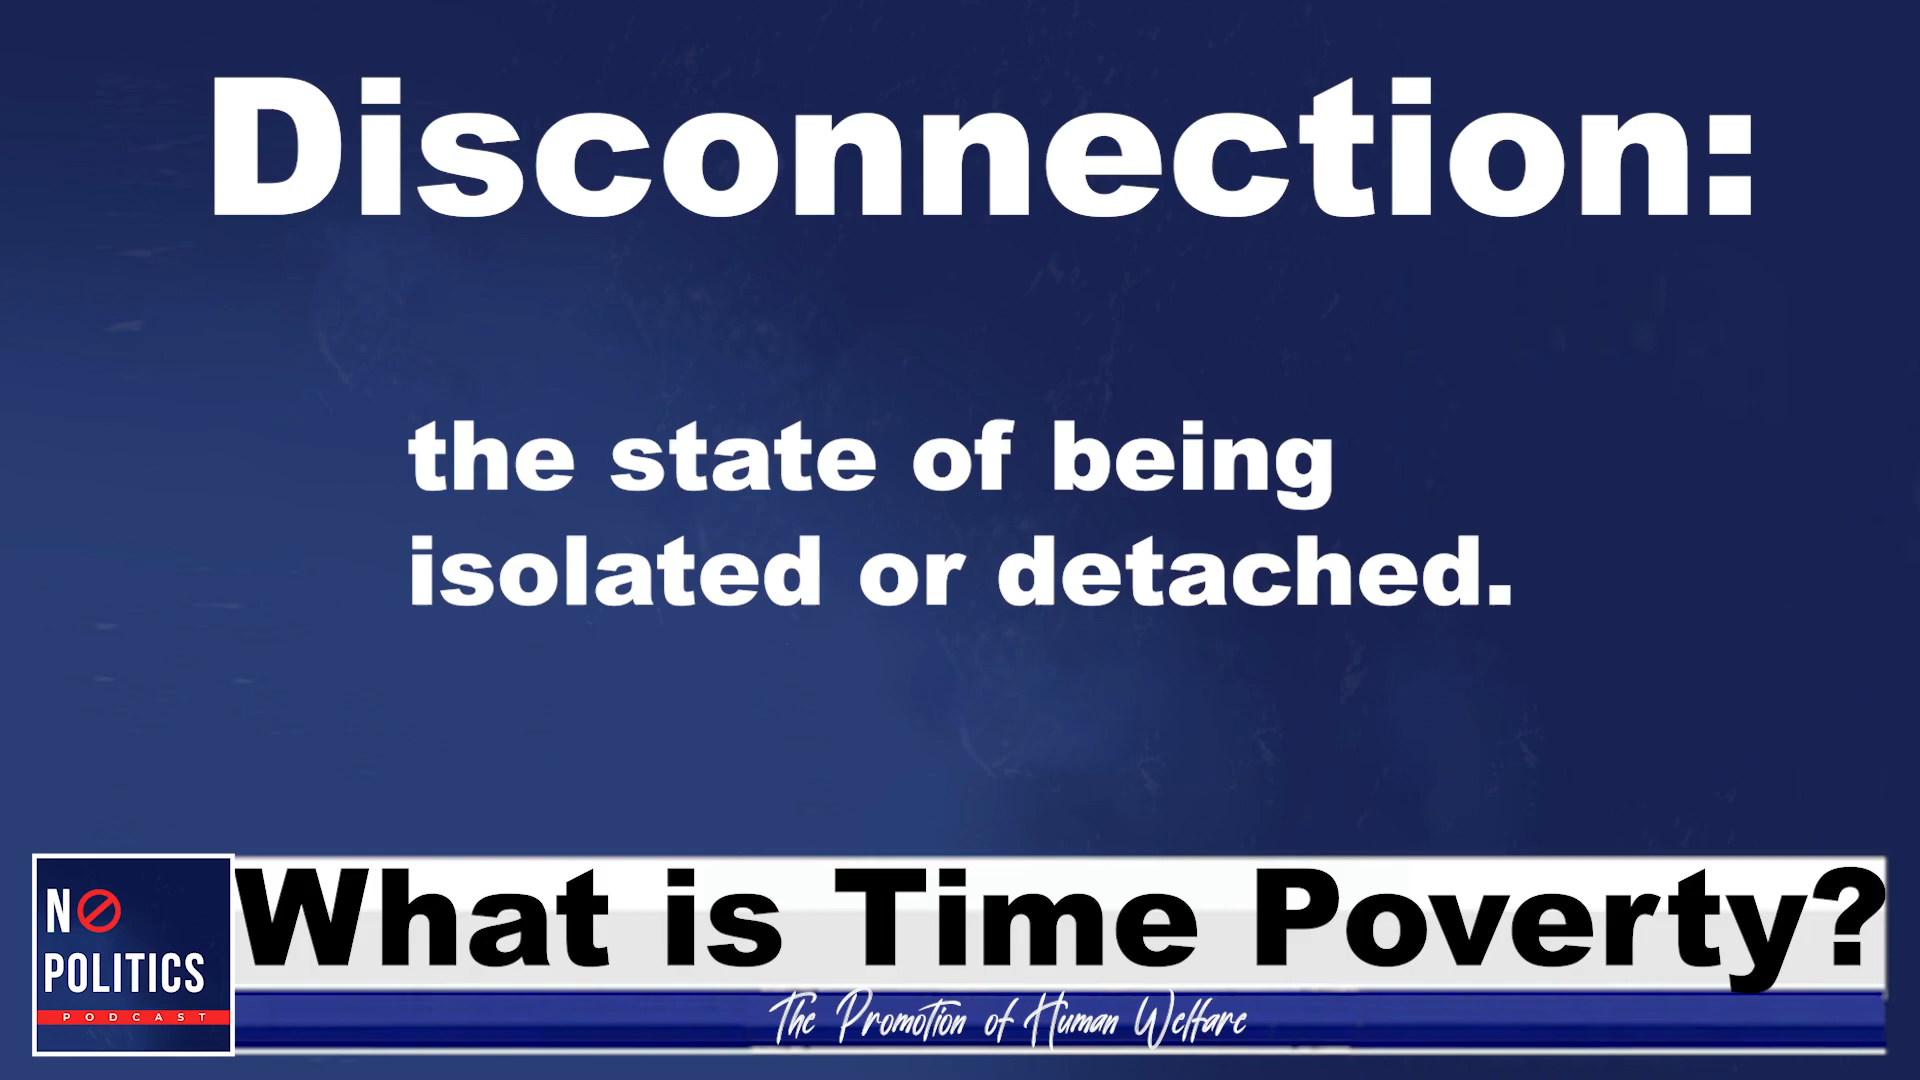 Disconnection:
the state of being
isolated or detached.
NO
POLITICS
PODCAST
What is Time Poverty?
The Promotion of Human Welfare